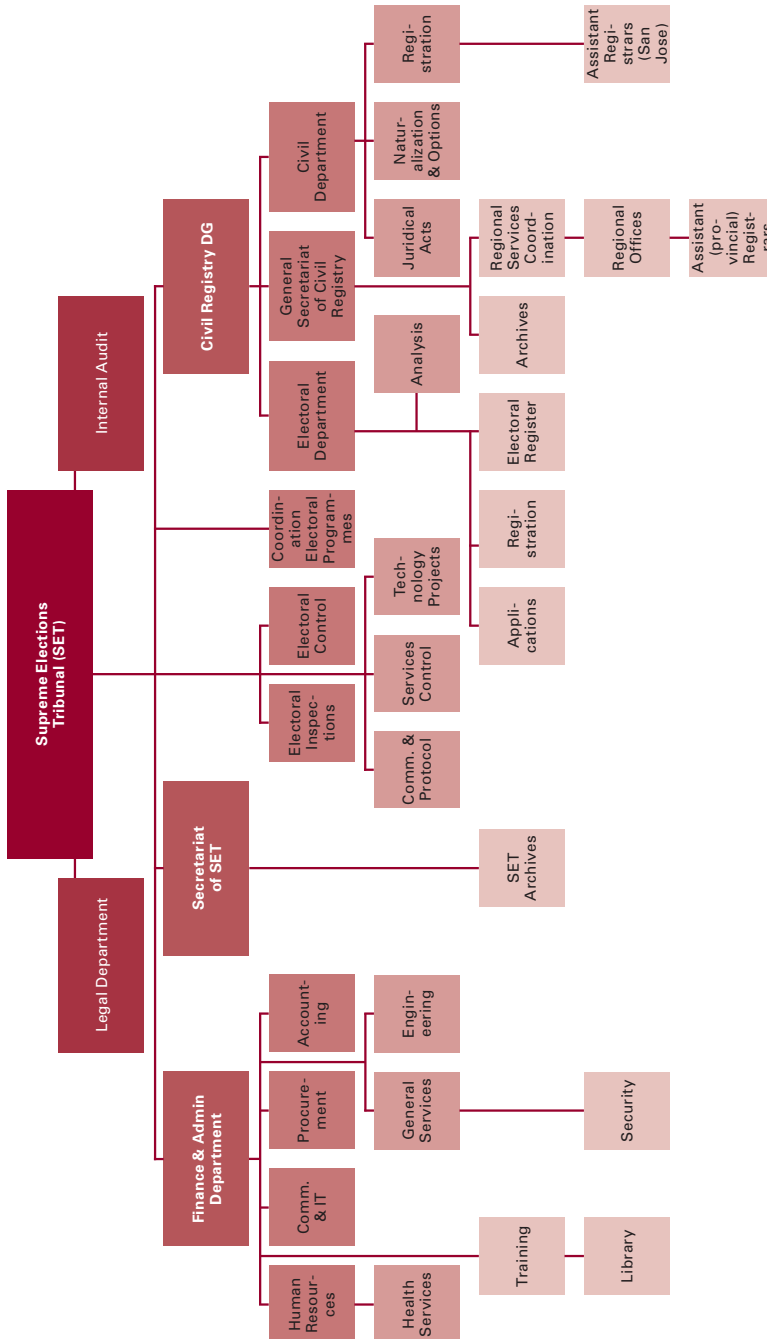 Supreme Elections
Tribunal (SET)
Legal Department
Internal Audit
Finance & Admin
Department
Secretariat
of SET
Civil Registry DG
Human
Resour-
ces
Comm.
& IT
Procure-
ment
Account-
ing
Electoral
Inspec-
tions
Electoral
Control
Coordin-
ation
Electoral
Program-
mes
Electoral
Department
General
Secretariat
of Civil
Registry
Civil
Department
Health
Services
General
Services
Engin-
eering
Comm. &
Protocol
Services
Control
Tech-
nology
Projects
Analysis
Juridical
Acts
Natur-
alization
& Options
Regi-
stration
Training
SET
Archives
Appli-
cations
Regi-
stration
Electoral
Register
Archives
Regional
Services
Coord-
ination
Library
Security
Regional
Offices
Assistant
Regi-
strars
(San
Jose)
Assistant
(pro-
vincial)
Regist-
rars